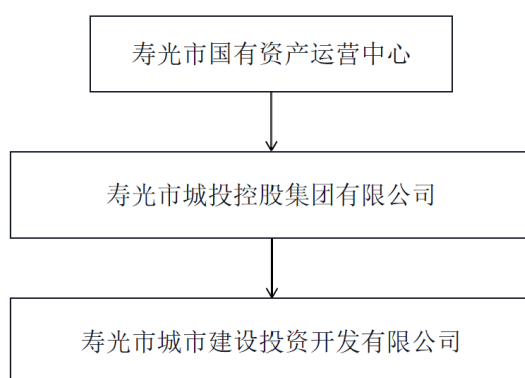 寿光市国有资产运营中心
寿光市城投控股集团有限公司
寿光市城市建设投资开发有限公司